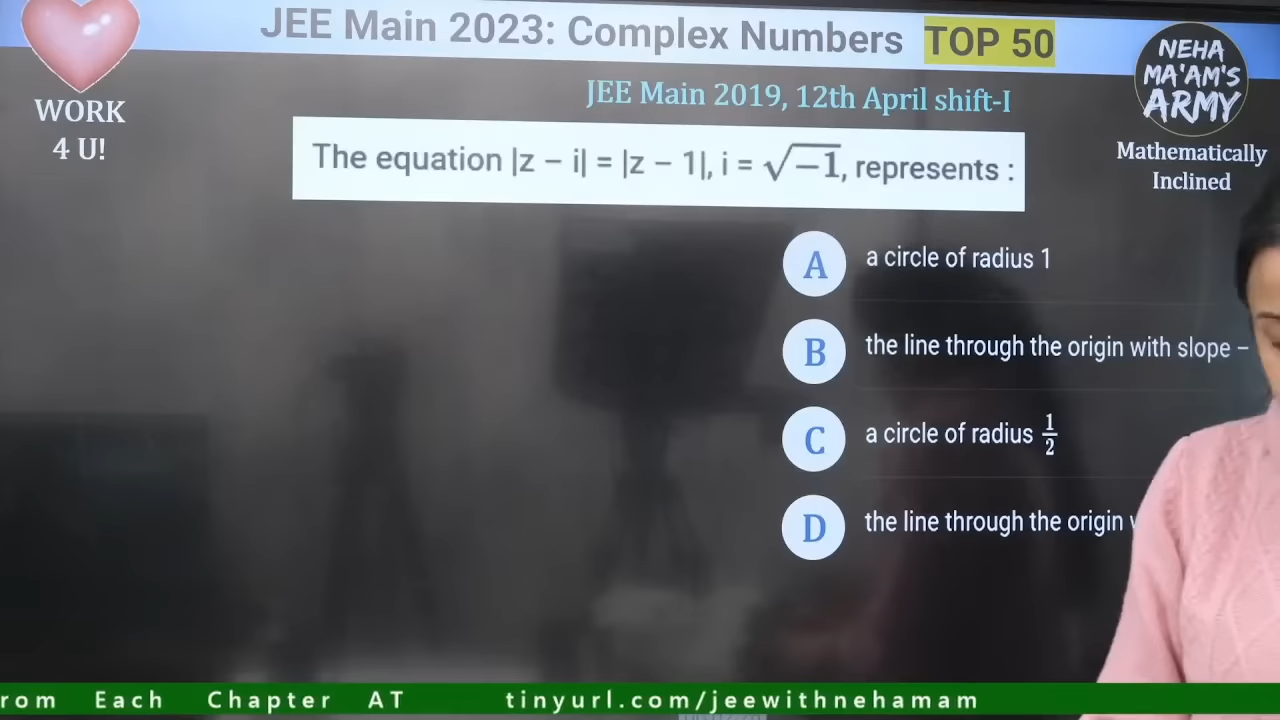 JEE Main 2023: Complex Numbers TOP 50
WORK
4 U!
NEHA
MA'AM'S
ARMY
Mathematically
Inclined
JEE Main 2019, 12th April shift-I
The equation |z − i| = |z − 1|, i = √−1, represents :
A a circle of radius 1
B the line through the origin with slope −
C a circle of radius 1/2
D the line through the origin
rom Each Chapter AT tinyurl.com/jeewithnehamam